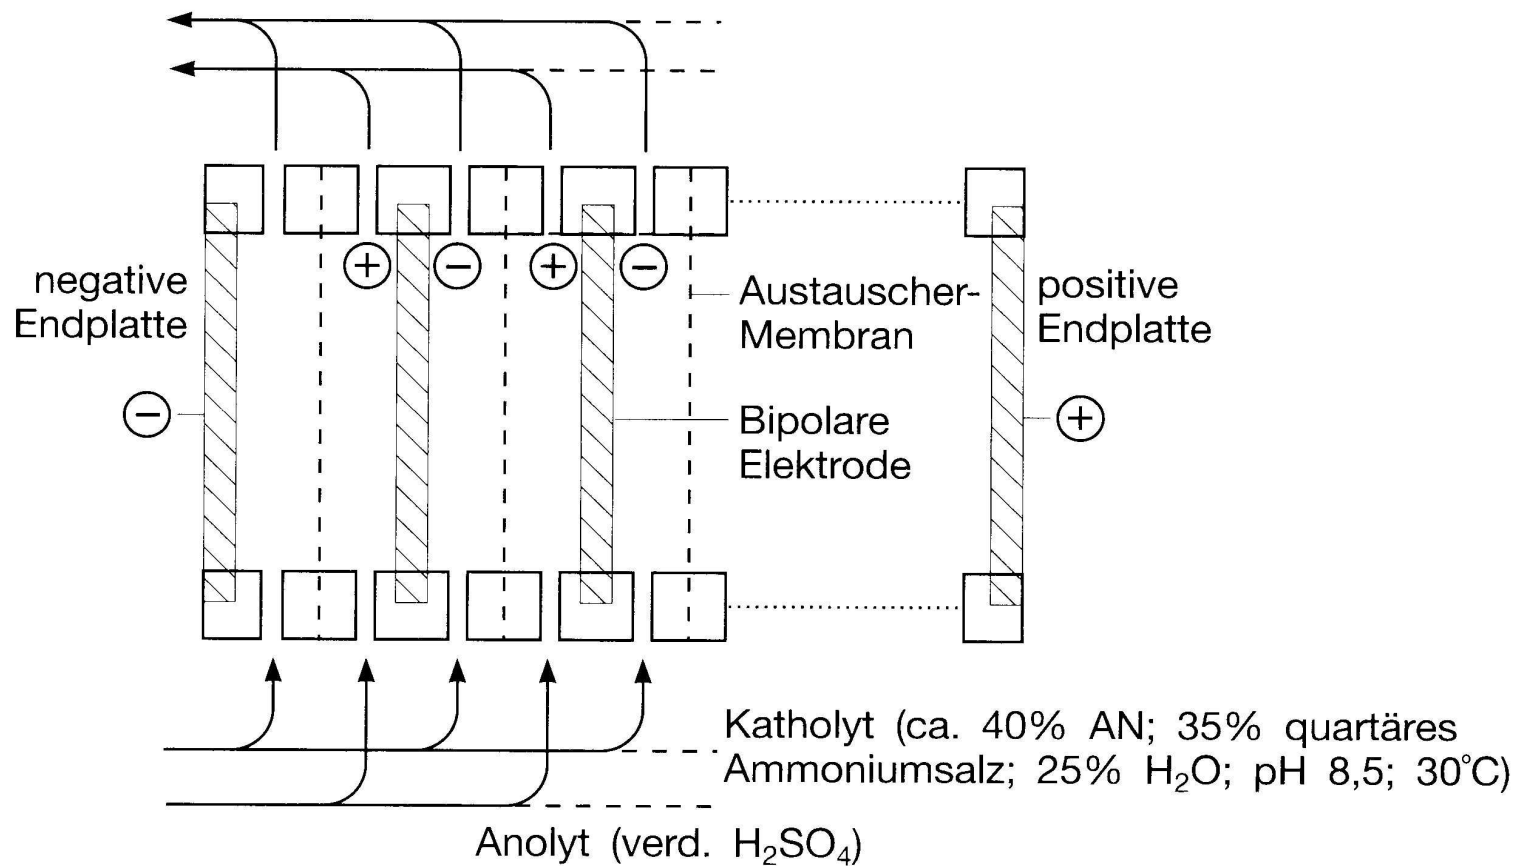 +
−
+
−
negative
Endplatte
Austauscher-
Membran
positive
Endplatte
−
Bipolare
Elektrode
+
Katholyt (ca. 40% AN; 35% quartäres
Ammoniumsalz; 25% H₂O; pH 8,5; 30°C)
Anolyt (verd. H₂SO₄)